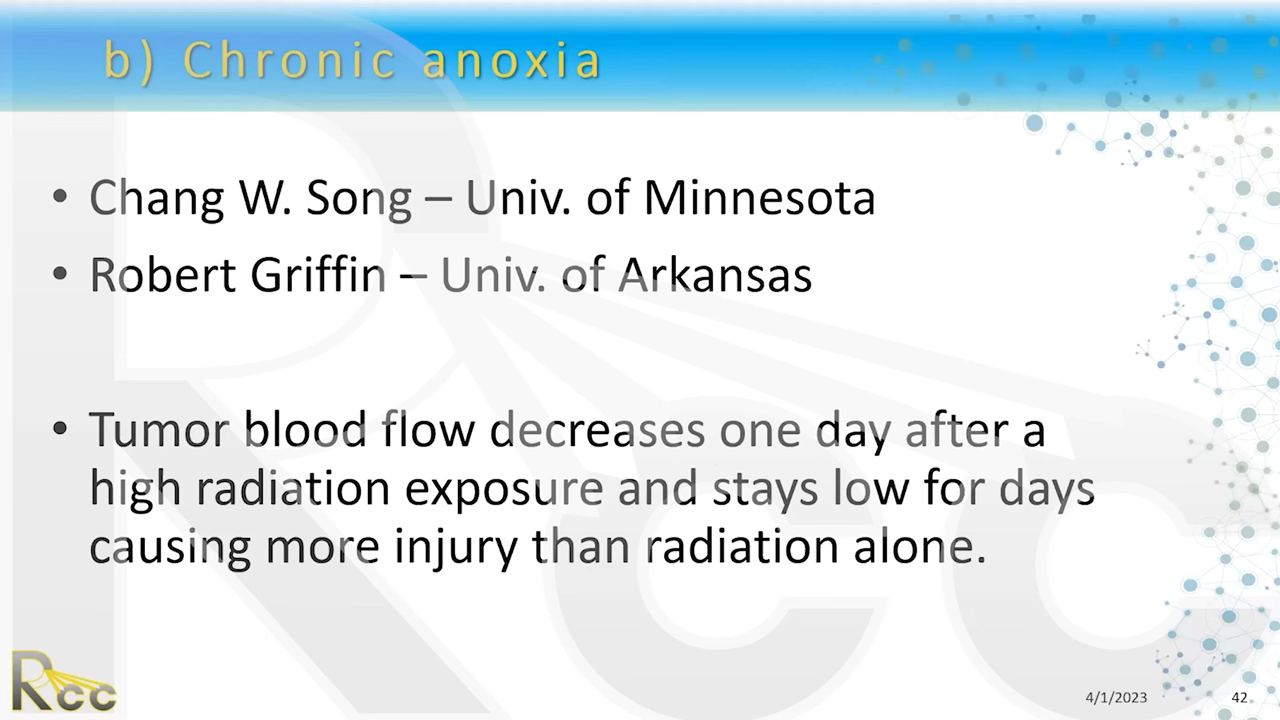 b) Chronic anoxia
• Chang W. Song – Univ. of Minnesota
• Robert Griffin – Univ. of Arkansas
• Tumor blood flow decreases one day after a
high radiation exposure and stays low for days
causing more injury than radiation alone.
Rcc
4/1/2023
42